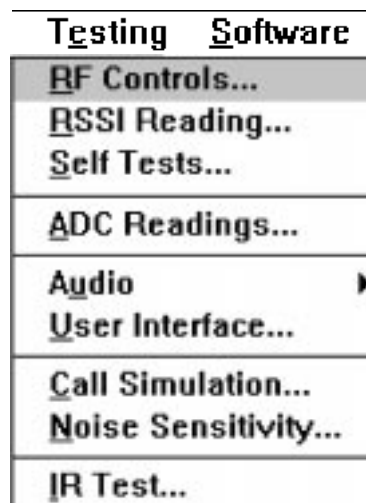 Testing Software
RF Controls...
RSSI Reading...
Self Tests...
ADC Readings...
Audio
User Interface...
Call Simulation...
Noise Sensitivity...
IR Test...